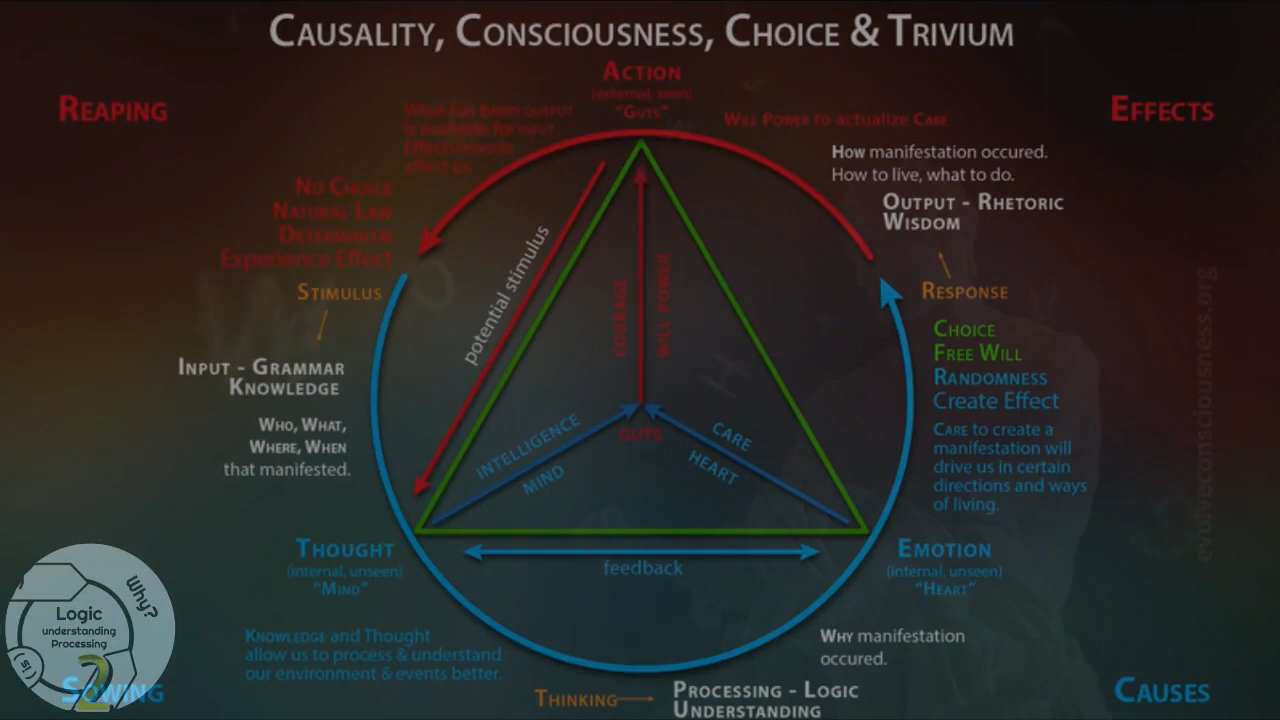 Causality, Consciousness, Choice & Trivium
Action
(external, seen)
"Guts"
Reaping
Effects
What has been output
is available for input.
Effects/events
affect us.
Will Power to actualize Care
How manifestation occured.
How to live, what to do.
Output - Rhetoric
Wisdom
No Choice
Natural Law
Determinism
Experience Effect
Stimulus
Response
potential stimulus
Courage
Will Power
Input - Grammar
Knowledge
Who, What,
Where, When
that manifested.
Choice
Free Will
Randomness
Create Effect
Care to create a
manifestation will
drive us in certain
directions and ways
of living.
Intelligence
Mind
Guts
Care
Heart
evolveconsciousness.org
Thought
(internal, unseen)
"Mind"
feedback
Emotion
(internal, unseen)
"Heart"
Knowledge and Thought
allow us to process & understand
our environment & events better.
Why manifestation
occured.
Why?
Logic
understanding
Processing
2
Sowing
Thinking
Processing - Logic
Understanding
Causes